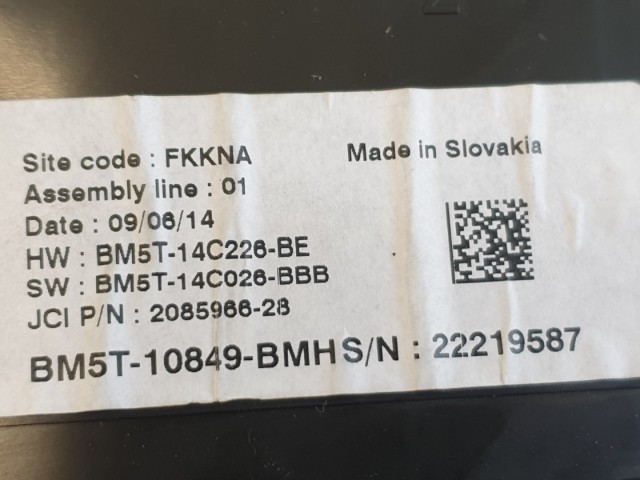 Site code : FKKNA
Made in Slovakia
Assembly line : 01
Date : 09/06/14
HW : BM5T-14C226-BE
SW : BM5T-14C026-BBB
JCI P/N : 2085966-28
BM5T-10849-BMH S/N : 22219587